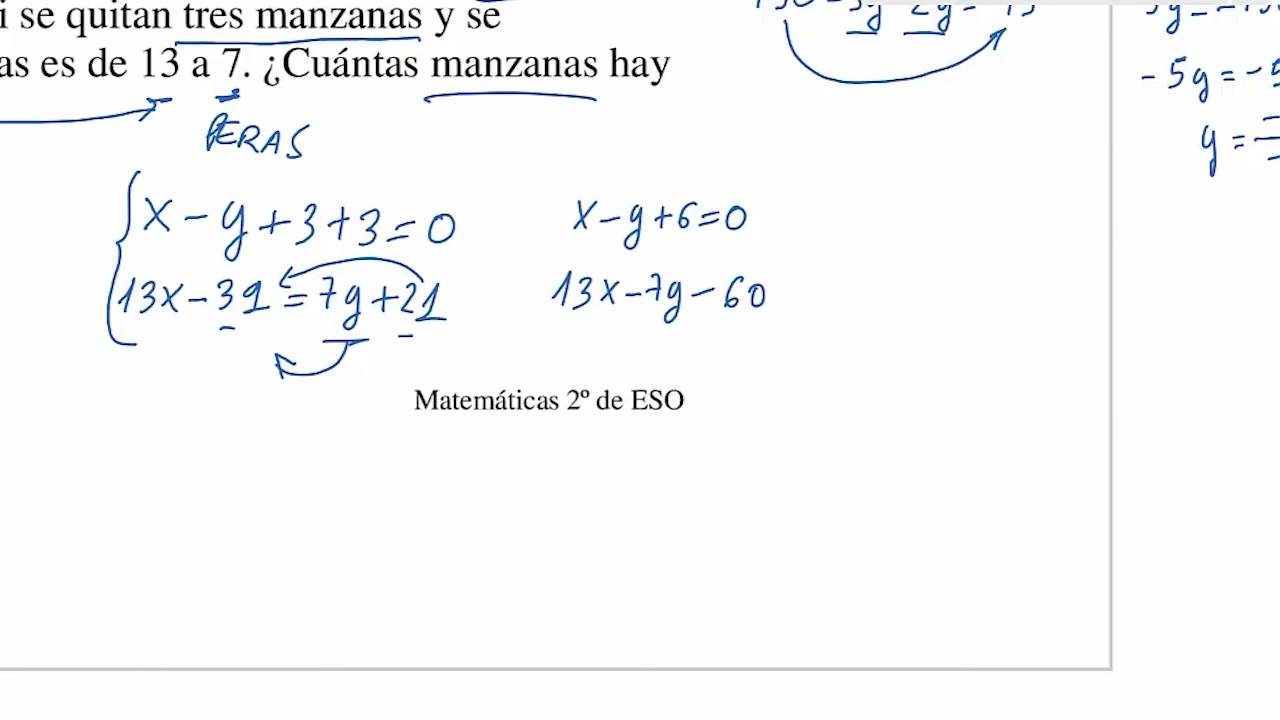 i se quitan tres manzanas y se
as es de 13 a 7. ¿Cuántas manzanas hay
PERAS
x - y + 3 + 3 = 0
13x - 39 = 7y + 21
x - y + 6 = 0
13x - 7y - 60
- 5y = -
y =
Matemáticas 2º de ESO